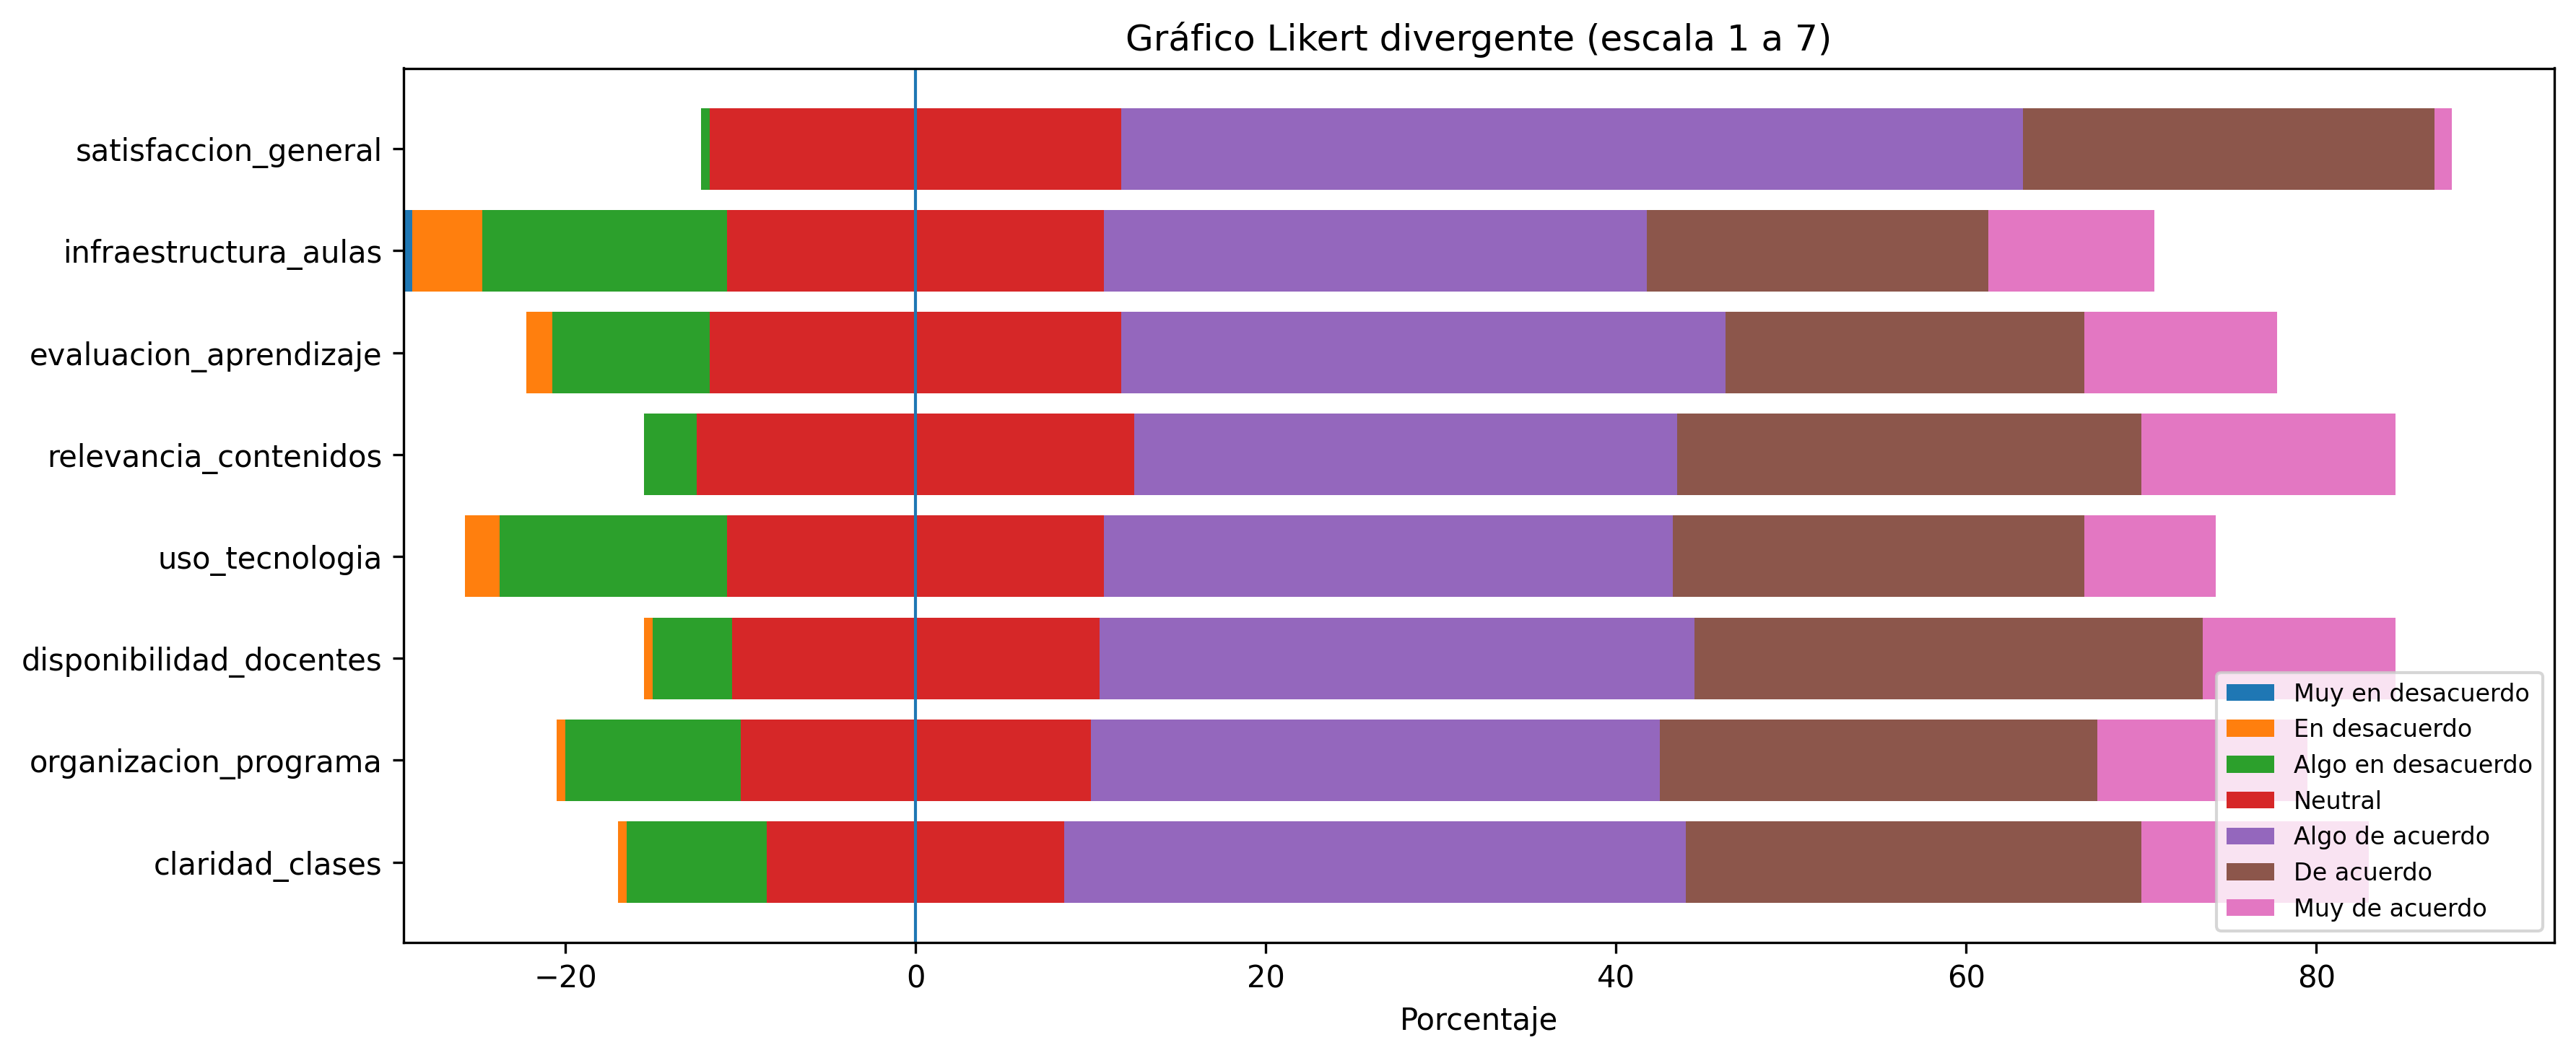 Gráfico Likert divergente (escala 1 a 7)
satisfaccion_general
infraestructura_aulas
evaluacion_aprendizaje
relevancia_contenidos
uso_tecnologia
disponibilidad_docentes
organizacion_programa
claridad_clases
Muy en desacuerdo
En desacuerdo
Algo en desacuerdo
Neutral
Algo de acuerdo
De acuerdo
Muy de acuerdo
−20 0 20 40 60 80
Porcentaje